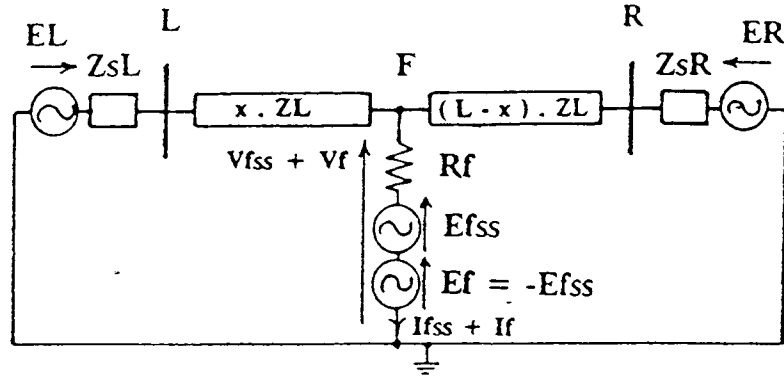 EL
L
R
ER
ZsL
F
ZsR
x . ZL
(L - x) . ZL
Vfss + Vf
Rf
Efss
Ef = -Efss
Ifss + If